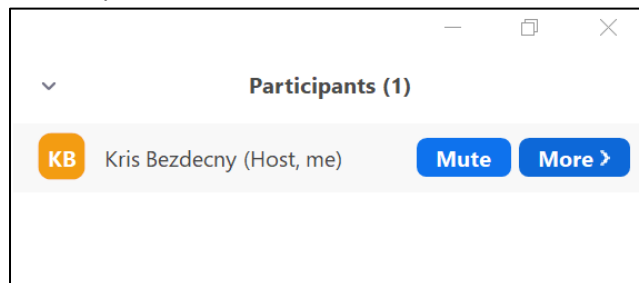 Participants (1)
KB Kris Bezdecny (Host, me) Mute More >